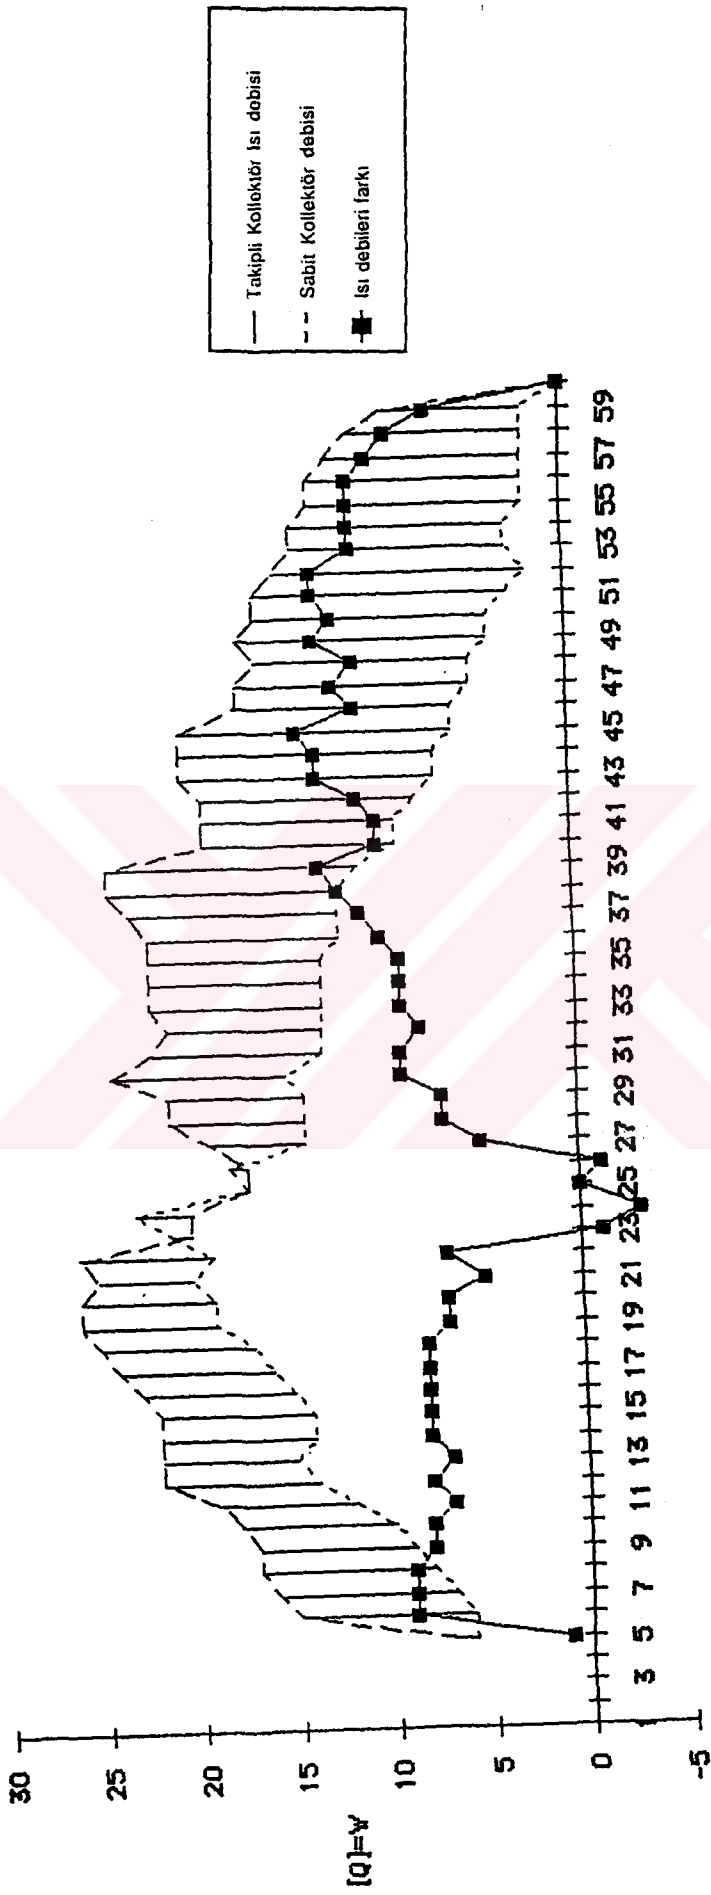 30
25
20
15
10
5
0
-5
[Q]=W
3 5 7 9 11 13 15 17 19 21 23 25 27 29 31 33 35 37 39 41 43 45 47 49 51 53 55 57 59
Takipli Kollektör Isı debisi
Sabit Kollektör debisi
Isı debileri farkı